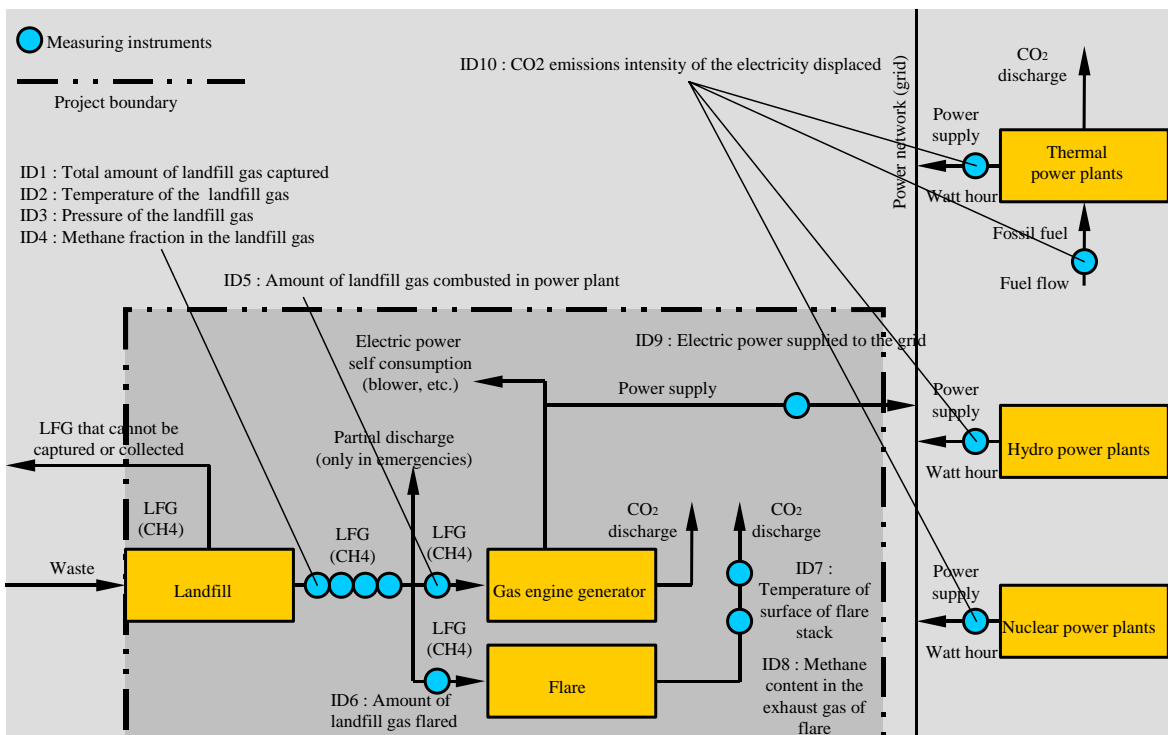 Measuring instruments
Project boundary
ID10 : CO2 emissions intensity of the electricity displaced
Power network (grid)
CO2
discharge
Power
supply
Thermal
power plants
Watt hour
Fossil fuel
Fuel flow
ID1 : Total amount of landfill gas captured
ID2 : Temperature of the landfill gas
ID3 : Pressure of the landfill gas
ID4 : Methane fraction in the landfill gas
ID5 : Amount of landfill gas combusted in power plant
Electric power
self consumption
(blower, etc.)
ID9 : Electric power supplied to the grid
Power supply
Power
supply
Hydro power plants
Watt hour
LFG that cannot be
captured or collected
Partial discharge
(only in emergencies)
LFG
(CH4)
LFG
(CH4)
LFG
(CH4)
CO2
discharge
CO2
discharge
Waste
Landfill
Gas engine generator
ID7 :
Temperature of
surface of flare
stack
Power
supply
Nuclear power plants
Watt hour
LFG
(CH4)
Flare
ID6 : Amount of
landfill gas flared
ID8 : Methane
content in the
exhaust gas of
flare